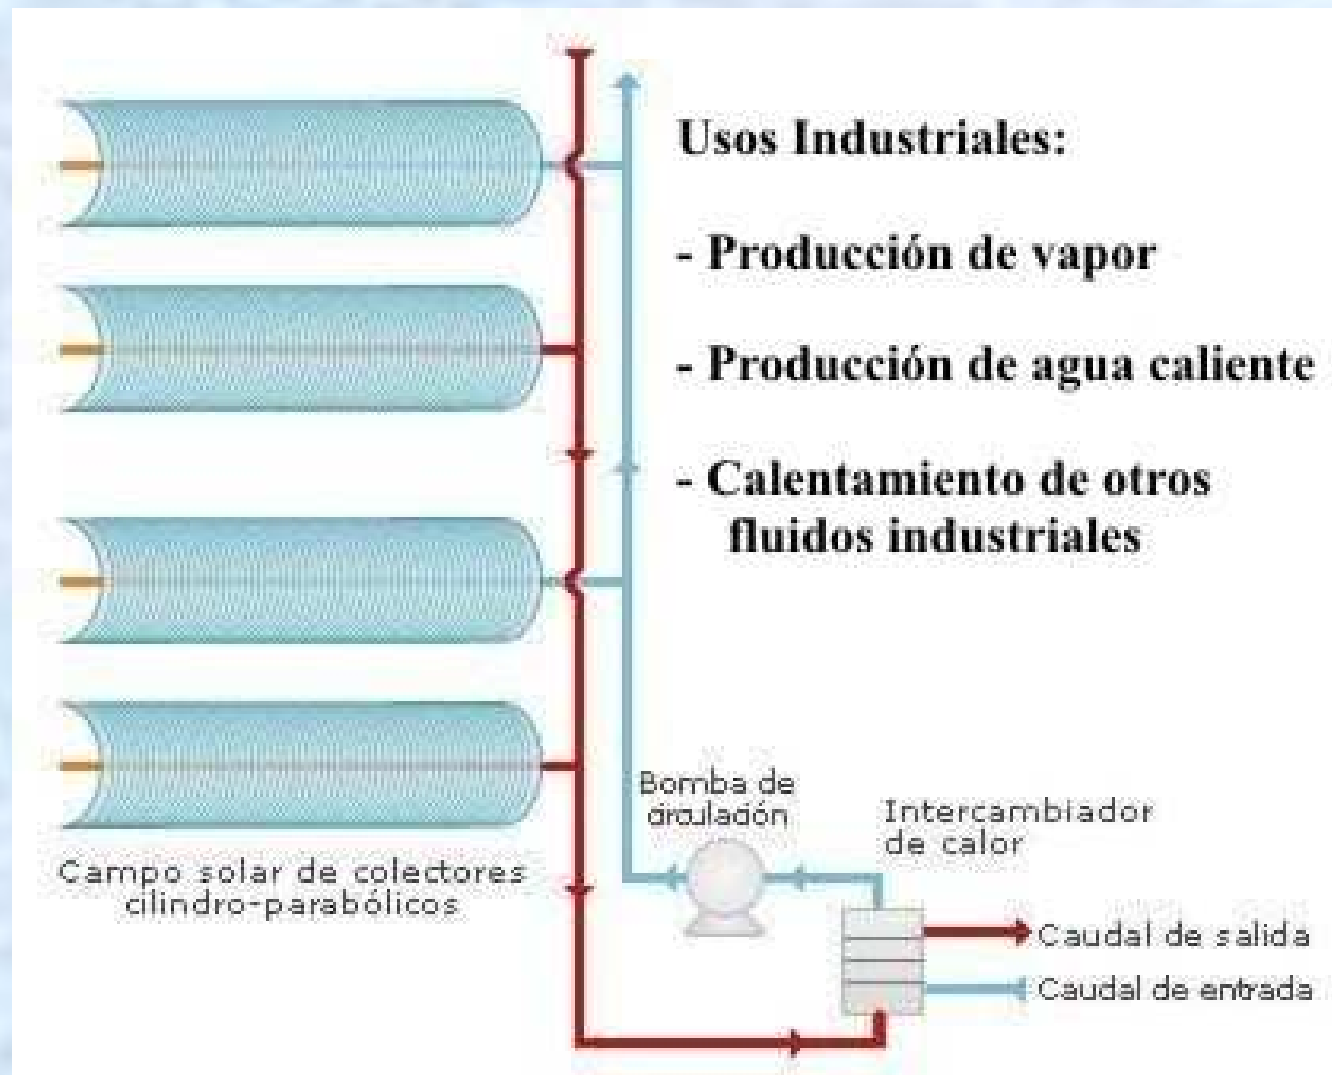 Usos Industriales:
- Producción de vapor
- Producción de agua caliente
- Calentamiento de otros
fluidos industriales
Bomba de
circulación
Intercambiador
de calor
Campo solar de colectores
cilindro-parabólicos
Caudal de salida
Caudal de entrada